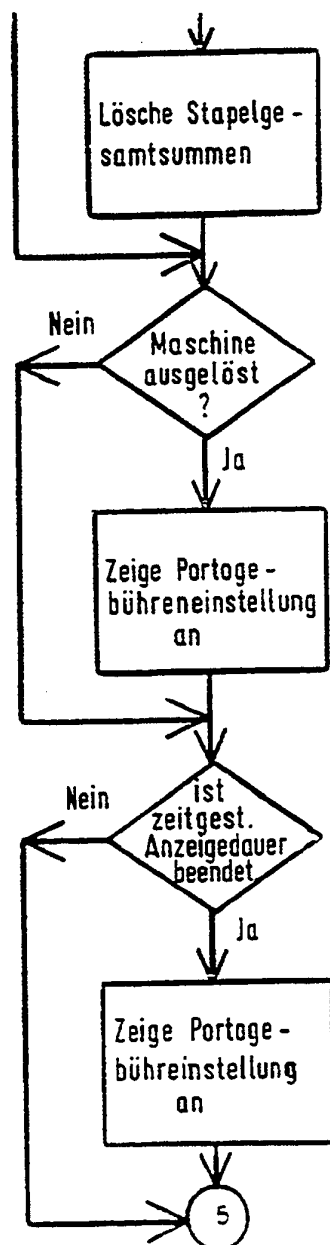 Lösche Stapelge-
samtsummen
Nein
Maschine
ausgelöst
?
Ja
Zeige Portoge-
bühreneinstellung
an
Nein
ist
zeitgest.
Anzeigedauer
beendet
Ja
Zeige Portoge-
bühreinstellung
an
5